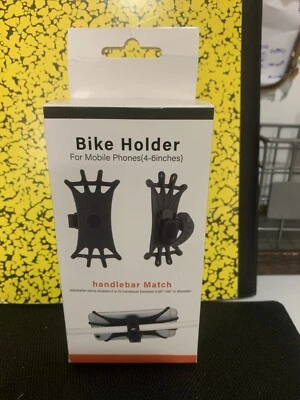 Bike Holder
For Mobile Phones(4-6inches)
handlebar Match